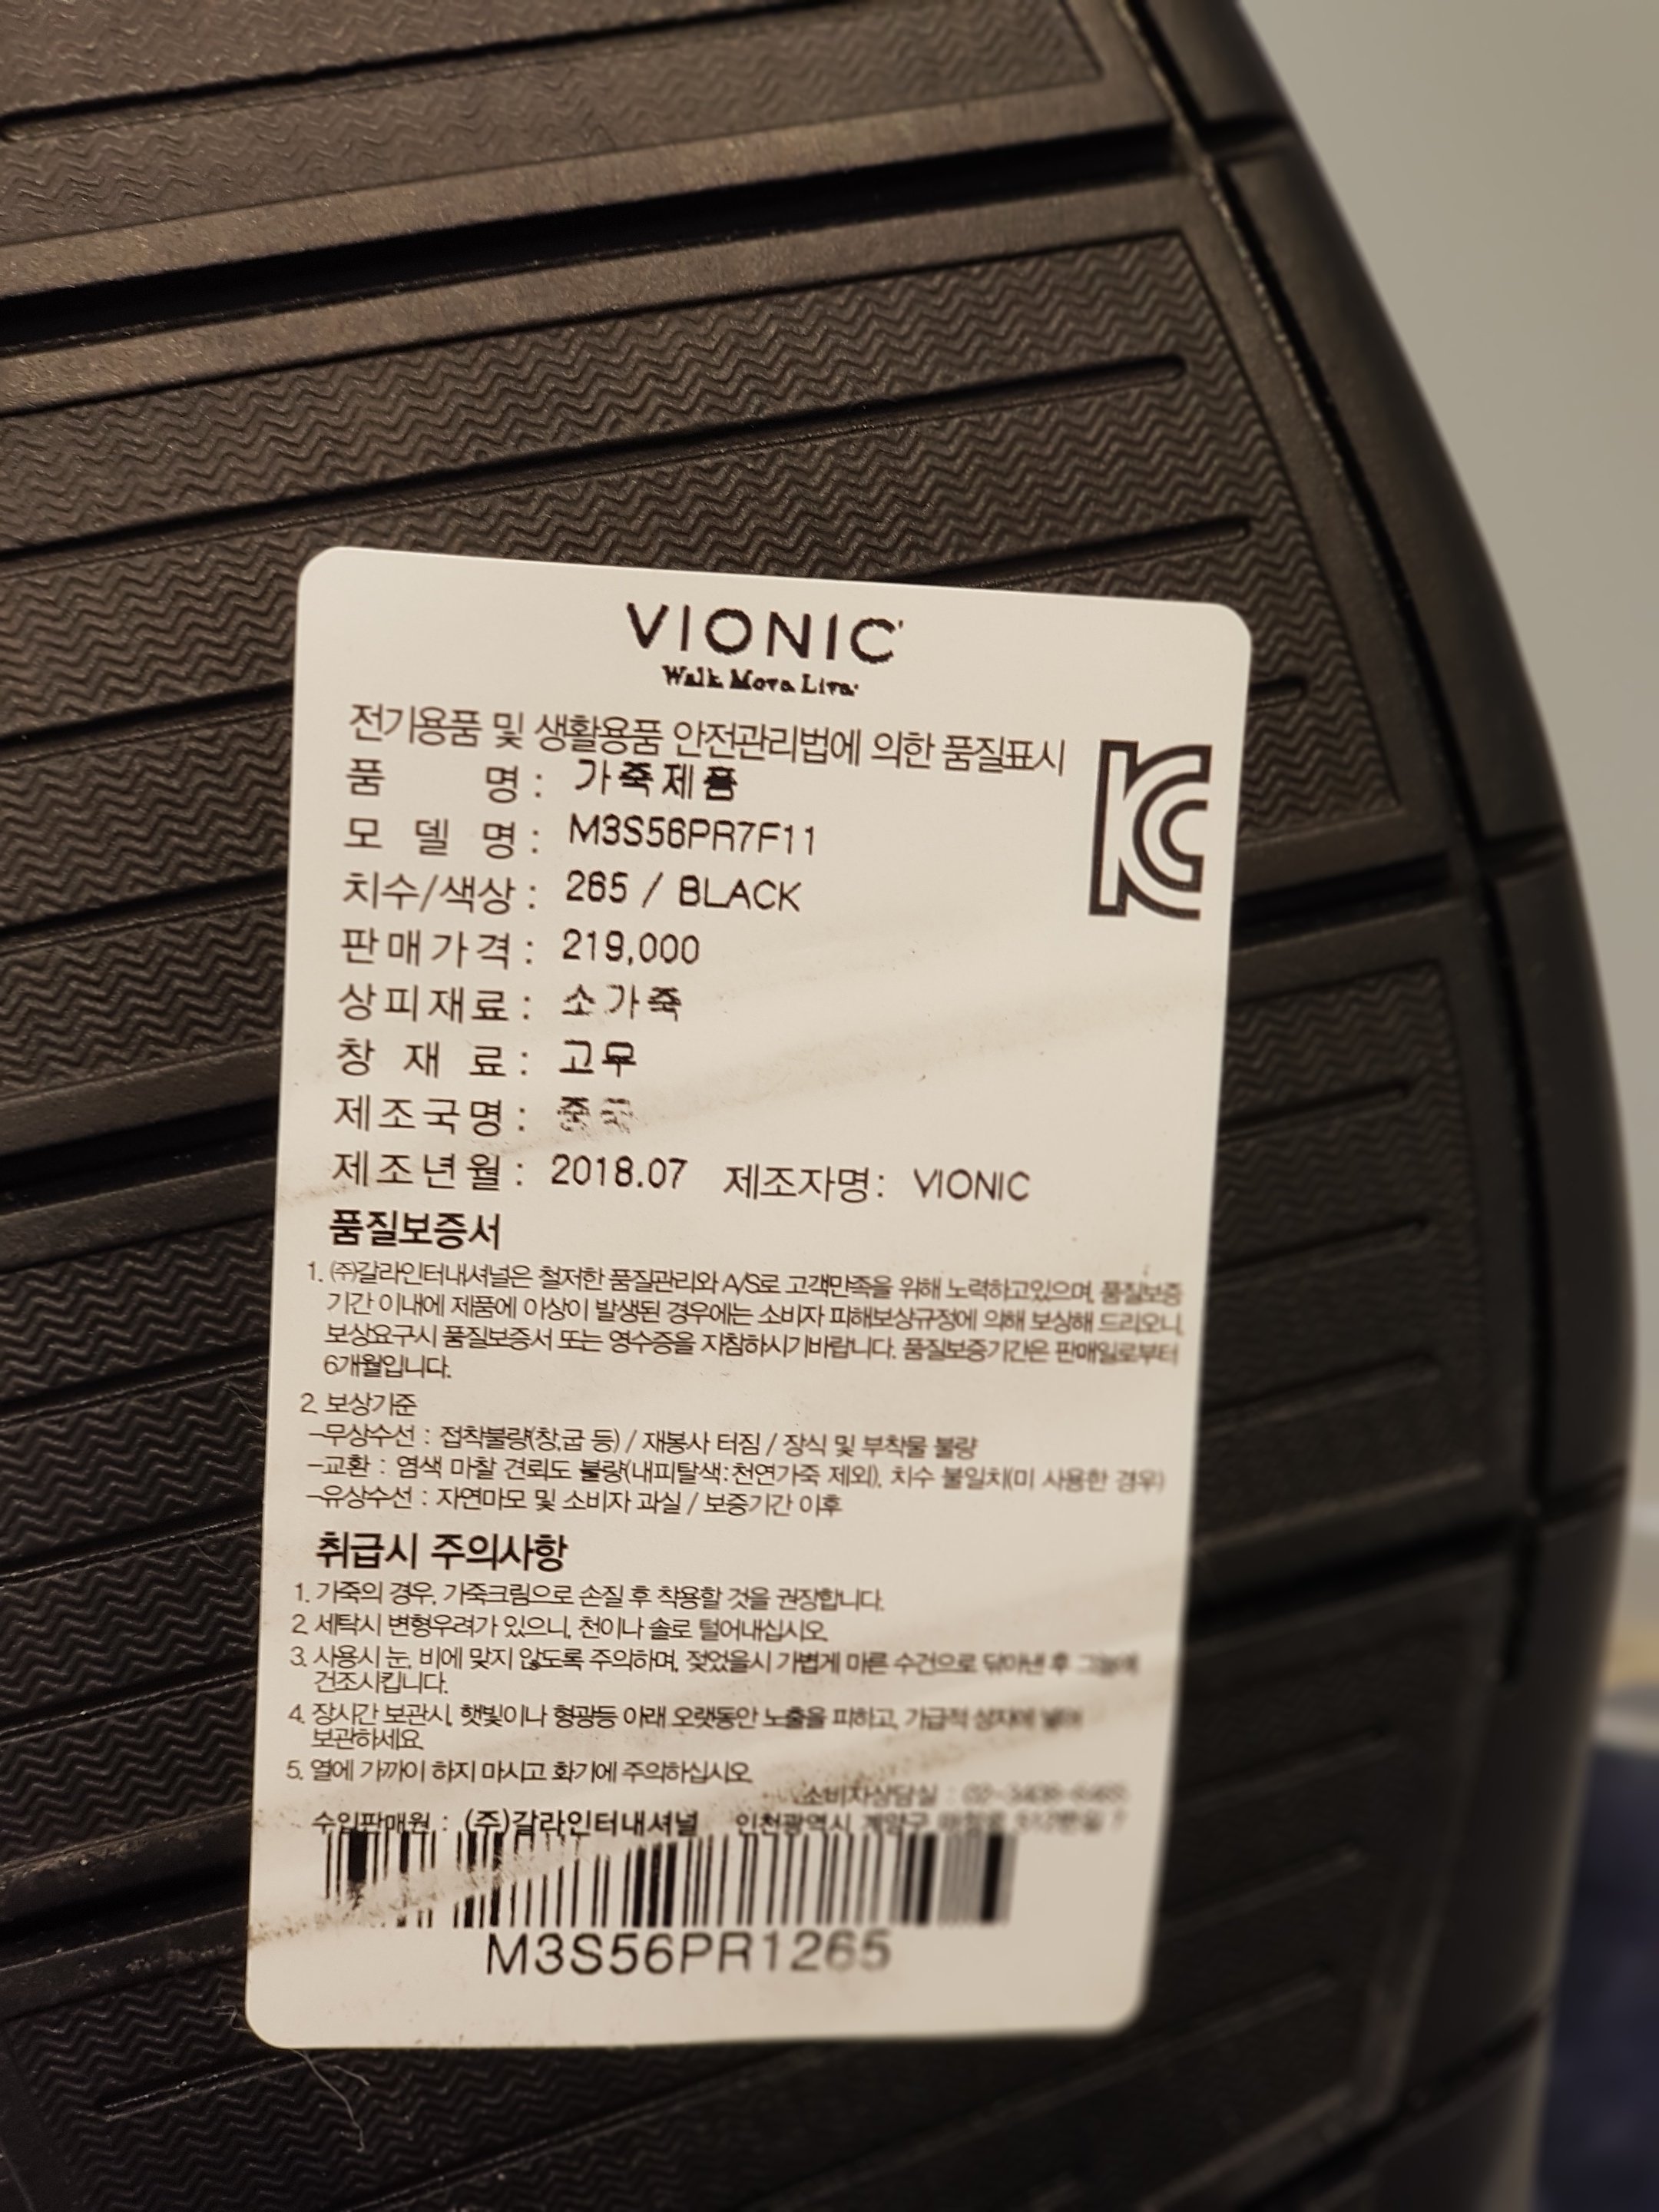 VIONIC
Walk Move Live
전기용품 및 생활용품 안전관리법에 의한 품질표시
품 명 : 가죽제품
모 델 명 : M3S56PR7F11
치수/색상 : 265 / BLACK
판매가격 : 219,000
상피재료 : 소가죽
창 재 료 : 고무
제조국명 : 중국
제조년월 : 2018.07 제조자명 : VIONIC
품질보증서
1. ㈜갈라인터내셔널은 철저한 품질관리와 A/S로 고객만족을 위해 노력하고있으며, 품질보증
기간 이내에 제품에 이상이 발생된 경우에는 소비자 피해보상규정에 의해 보상해 드리오니,
보상요구시 품질보증서 또는 영수증을 지참하시기바랍니다. 품질보증기간은 판매일로부터
6개월입니다.
2. 보상기준
-무상수선 : 접착불량(창,굽 등) / 재봉사 터짐 / 장식 및 부착물 불량
-교환 : 염색 마찰 견뢰도 불량(내피탈색:천연가죽 제외), 치수 불일치(미 사용한 경우)
-유상수선 : 자연마모 및 소비자 과실 / 보증기간 이후
취급시 주의사항
1. 가죽의 경우, 가죽크림으로 손질 후 착용할 것을 권장합니다.
2. 세탁시 변형우려가 있으니, 천이나 솔로 털어내십시오.
3. 사용시 눈, 비에 맞지 않도록 주의하며, 젖었을시 가볍게 마른 수건으로 닦아낸 후 그늘에
건조시킵니다.
4. 장시간 보관시, 햇빛이나 형광등 아래 오랫동안 노출을 피하고, 가급적 상자에 넣어
보관하세요.
5. 열에 가까이 하지 마시고 화기에 주의하십시오.
소비자상담실 :
수입판매원 : (주)갈라인터내셔널 인천광역시 계양구
M3S56PR1265